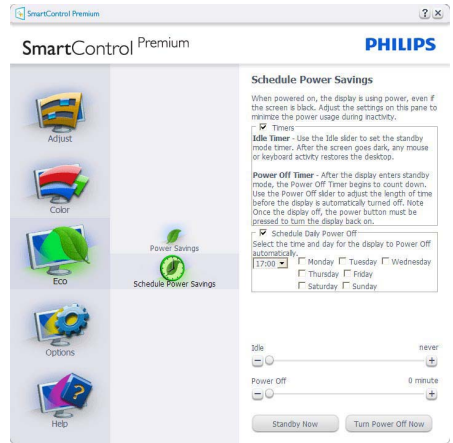 SmartControl Premium
SmartControl Premium
PHILIPS
Adjust
Color
Eco
Options
Help
Power Savings
Schedule Power Savings
Schedule Power Savings
When powered on, the display is using power, even if
the screen is black. Adjust the settings on this pane to
minimize the power usage during inactivity.
Timers
Idle Timer - Use the Idle slider to set the standby
mode timer. After the screen goes dark, any mouse
or keyboard activity restores the desktop.
Power Off Timer - After the display enters standby
mode, the Power Off Timer begins to count down.
Use the Power Off slider to adjust the length of time
before the display is automatically turned off. Note
Once the display off, the power button must be
pressed to turn the display back on.
Schedule Daily Power Off
Select the time and day for the display to Power Off
automatically.
17:00 Monday Tuesday Wednesday
Thursday Friday
Saturday Sunday
Idle never
Power Off 0 minute
Standby Now Turn Power Off Now